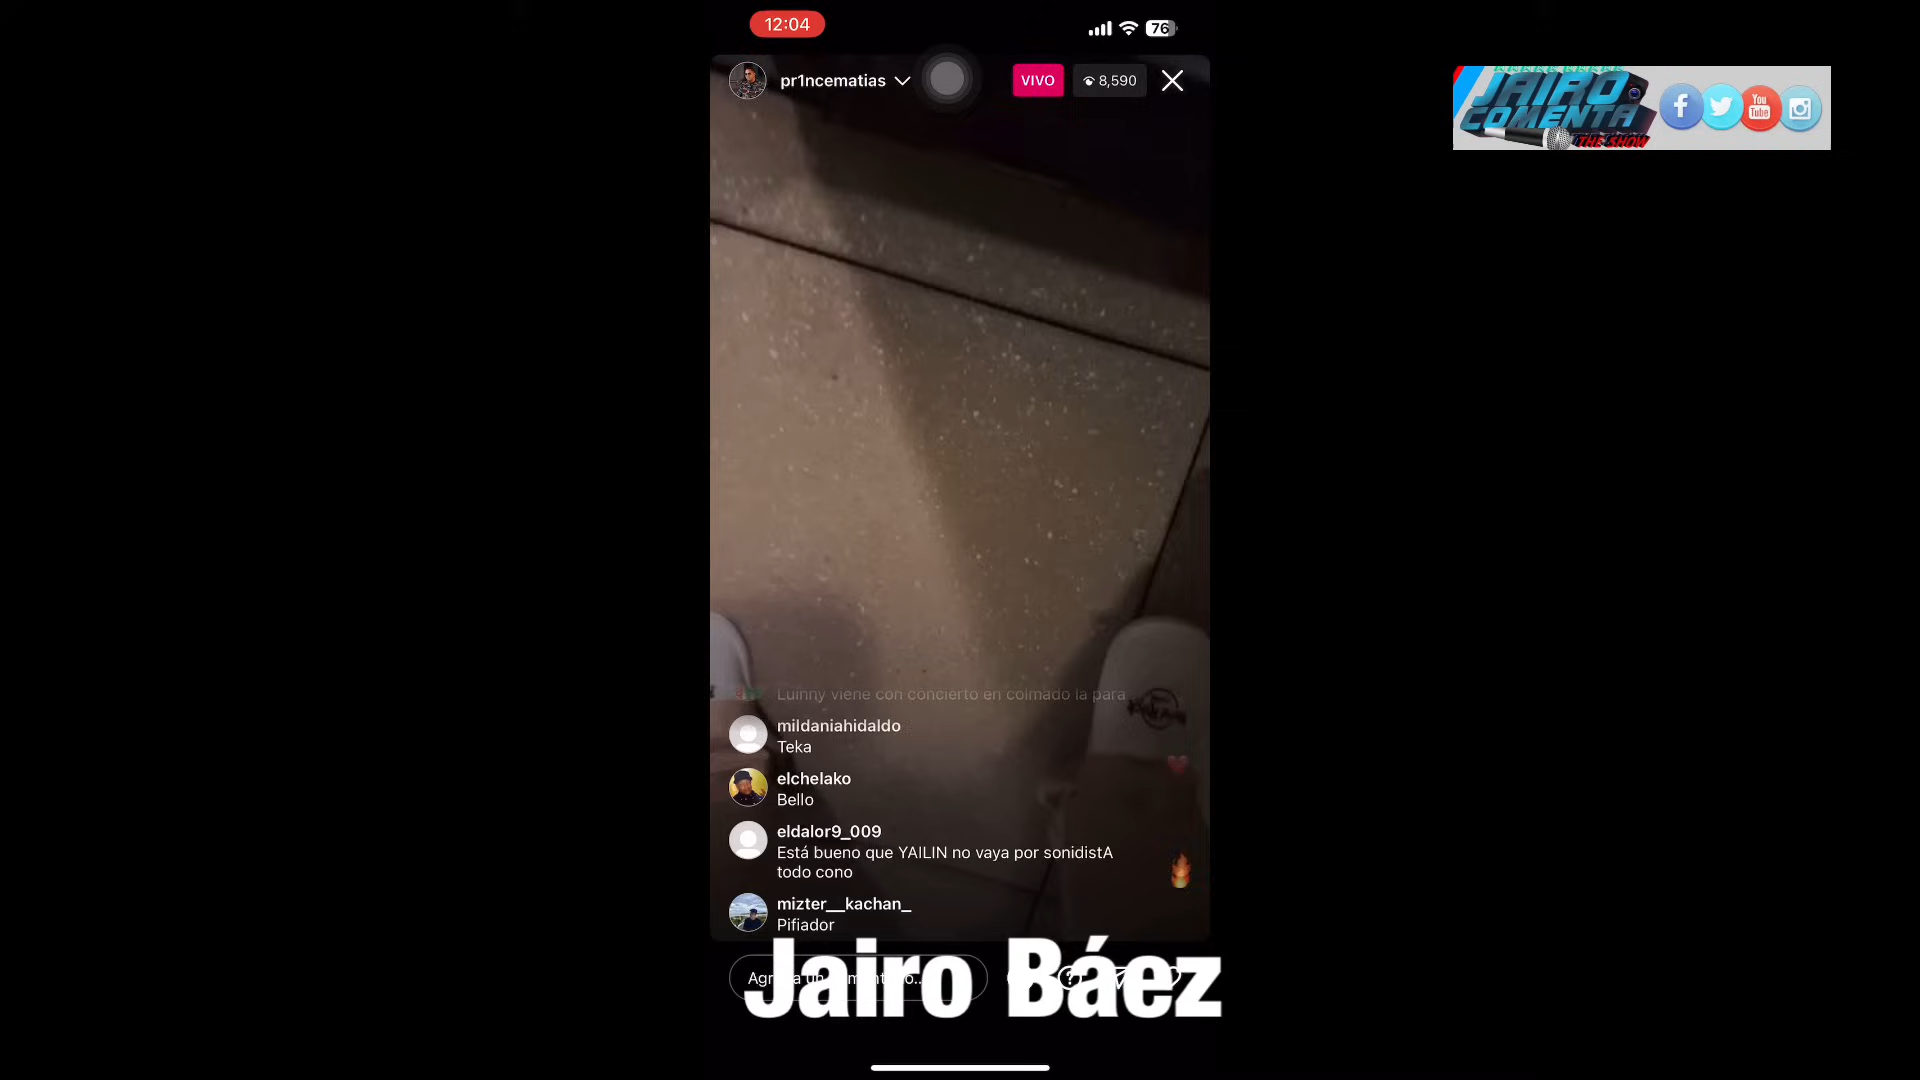 12:04
76
pr1ncematias
VIVO
8,590
JAIRO
COMENTA
THE SHOW
You
Tube
Luinny viene con concierto en colmado la para
mildaniahidaldo
Teka
elchelako
Bello
eldalor9_009
Está bueno que YAILIN no vaya por sonidistA
todo cono
mizter__kachan_
Pifiador
Jairo Báez